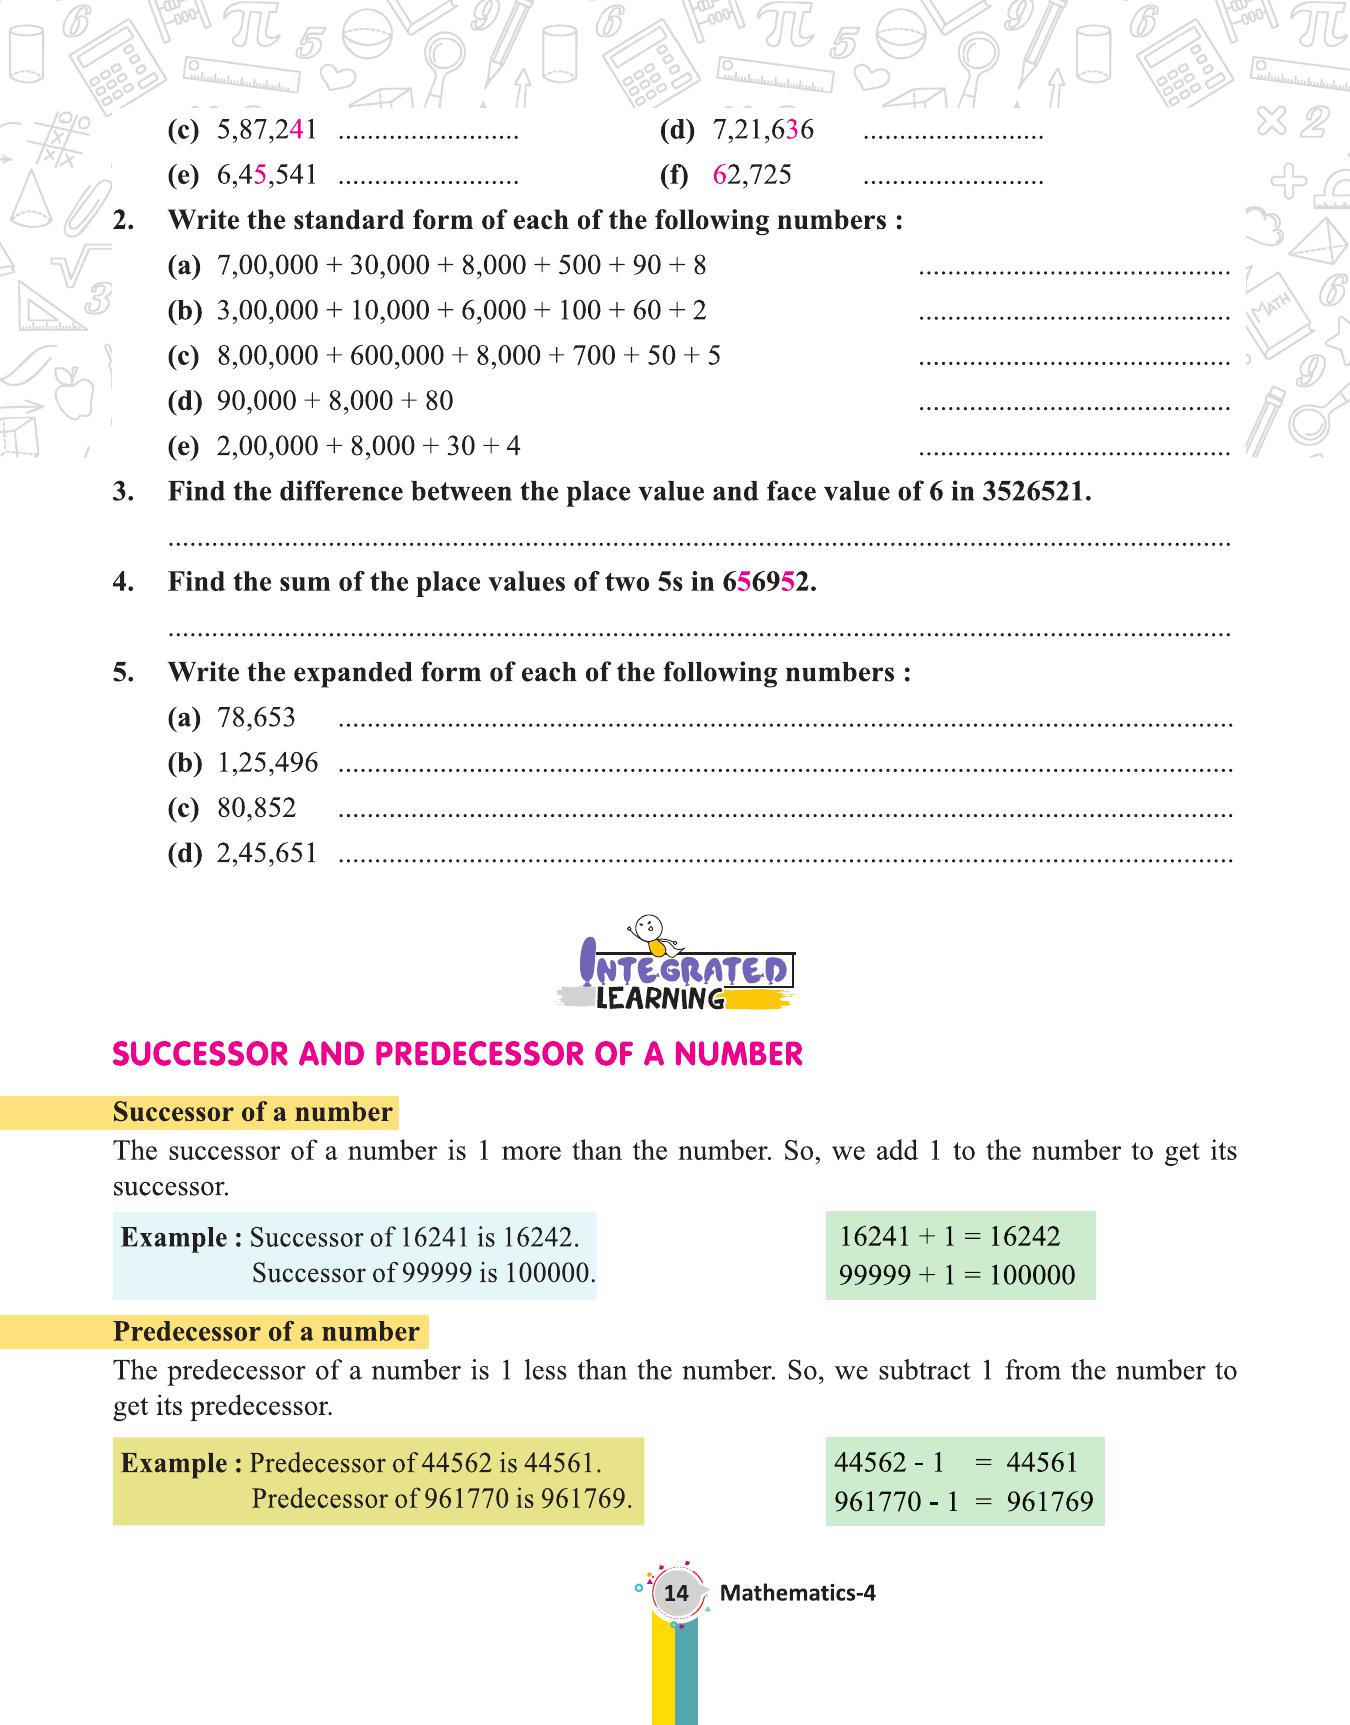 (c) 5,87,241 ......................... (d) 7,21,636 .........................
(e) 6,45,541 ......................... (f) 62,725 .........................
2. Write the standard form of each of the following numbers :
(a) 7,00,000 + 30,000 + 8,000 + 500 + 90 + 8 ...........................................
(b) 3,00,000 + 10,000 + 6,000 + 100 + 60 + 2 ...........................................
(c) 8,00,000 + 600,000 + 8,000 + 700 + 50 + 5 ...........................................
(d) 90,000 + 8,000 + 80 ...........................................
(e) 2,00,000 + 8,000 + 30 + 4 ...........................................
3. Find the difference between the place value and face value of 6 in 3526521.
...................................................................................................................................................
4. Find the sum of the place values of two 5s in 656952.
...................................................................................................................................................
5. Write the expanded form of each of the following numbers :
(a) 78,653 ............................................................................................................................
(b) 1,25,496 ............................................................................................................................
(c) 80,852 ............................................................................................................................
(d) 2,45,651 ............................................................................................................................
INTEGRATED
LEARNING
SUCCESSOR AND PREDECESSOR OF A NUMBER
Successor of a number
The successor of a number is 1 more than the number. So, we add 1 to the number to get its
successor.
Example : Successor of 16241 is 16242.
Successor of 99999 is 100000.
16241 + 1 = 16242
99999 + 1 = 100000
Predecessor of a number
The predecessor of a number is 1 less than the number. So, we subtract 1 from the number to
get its predecessor.
Example : Predecessor of 44562 is 44561.
Predecessor of 961770 is 961769.
44562 - 1 = 44561
961770 - 1 = 961769
14 Mathematics-4